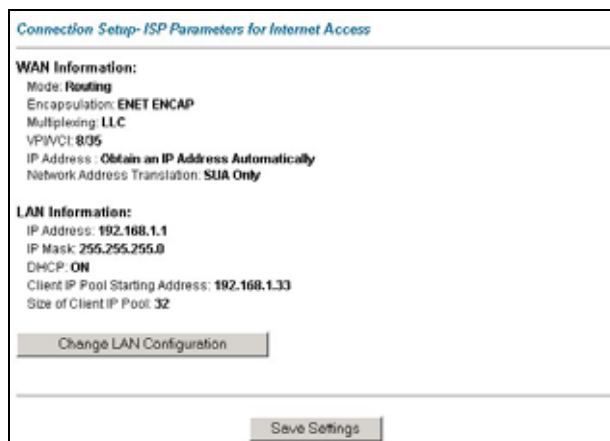 Connection Setup- ISP Parameters for Internet Access
WAN Information:
Mode: Routing
Encapsulation: ENET ENCAP
Multiplexing: LLC
VPI/VCI: 8/35
IP Address : Obtain an IP Address Automatically
Network Address Translation: SUA Only
LAN Information:
IP Address: 192.168.1.1
IP Mask: 255.255.255.0
DHCP: ON
Client IP Pool Starting Address: 192.168.1.33
Size of Client IP Pool: 32
Change LAN Configuration
Save Settings